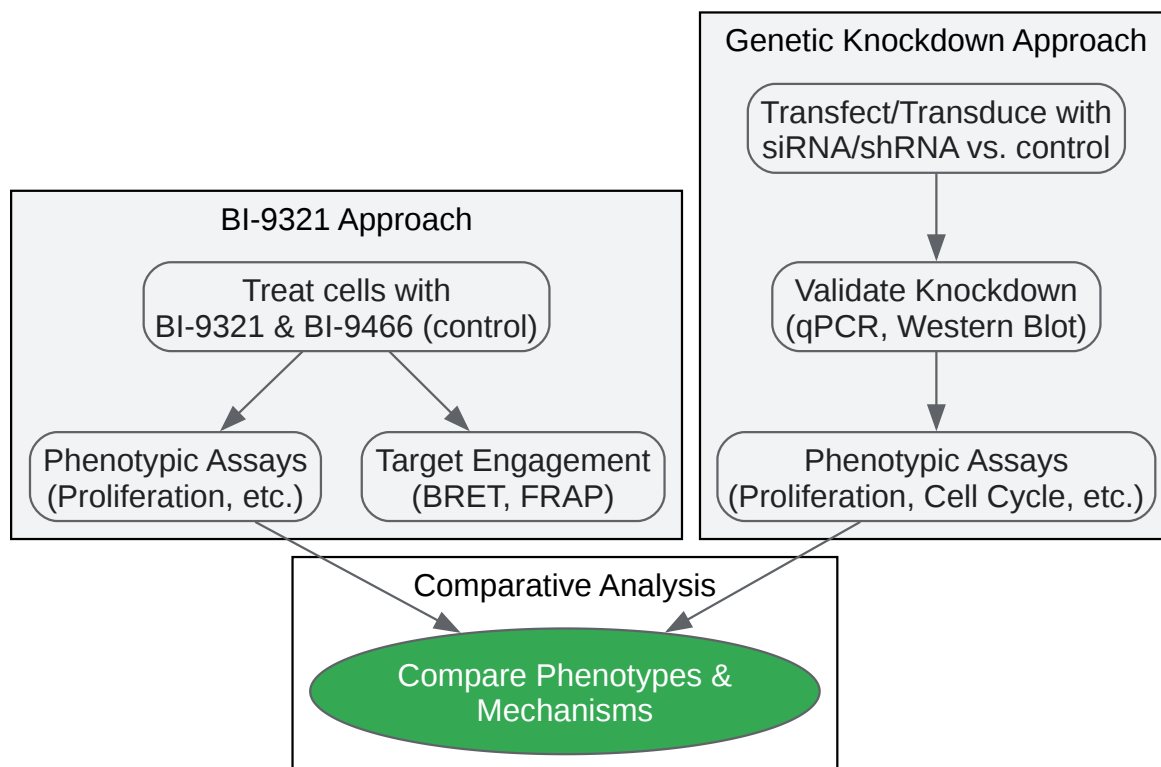 Genetic Knockdown Approach
Transfect/Transduce with
siRNA/shRNA vs. control
BI-9321 Approach
Treat cells with
BI-9321 & BI-9466 (control)
Validate Knockdown
(qPCR, Western Blot)
Phenotypic Assays
(Proliferation, etc.)
Target Engagement
(BRET, FRAP)
Phenotypic Assays
(Proliferation, Cell Cycle, etc.)
Comparative Analysis
Compare Phenotypes &
Mechanisms